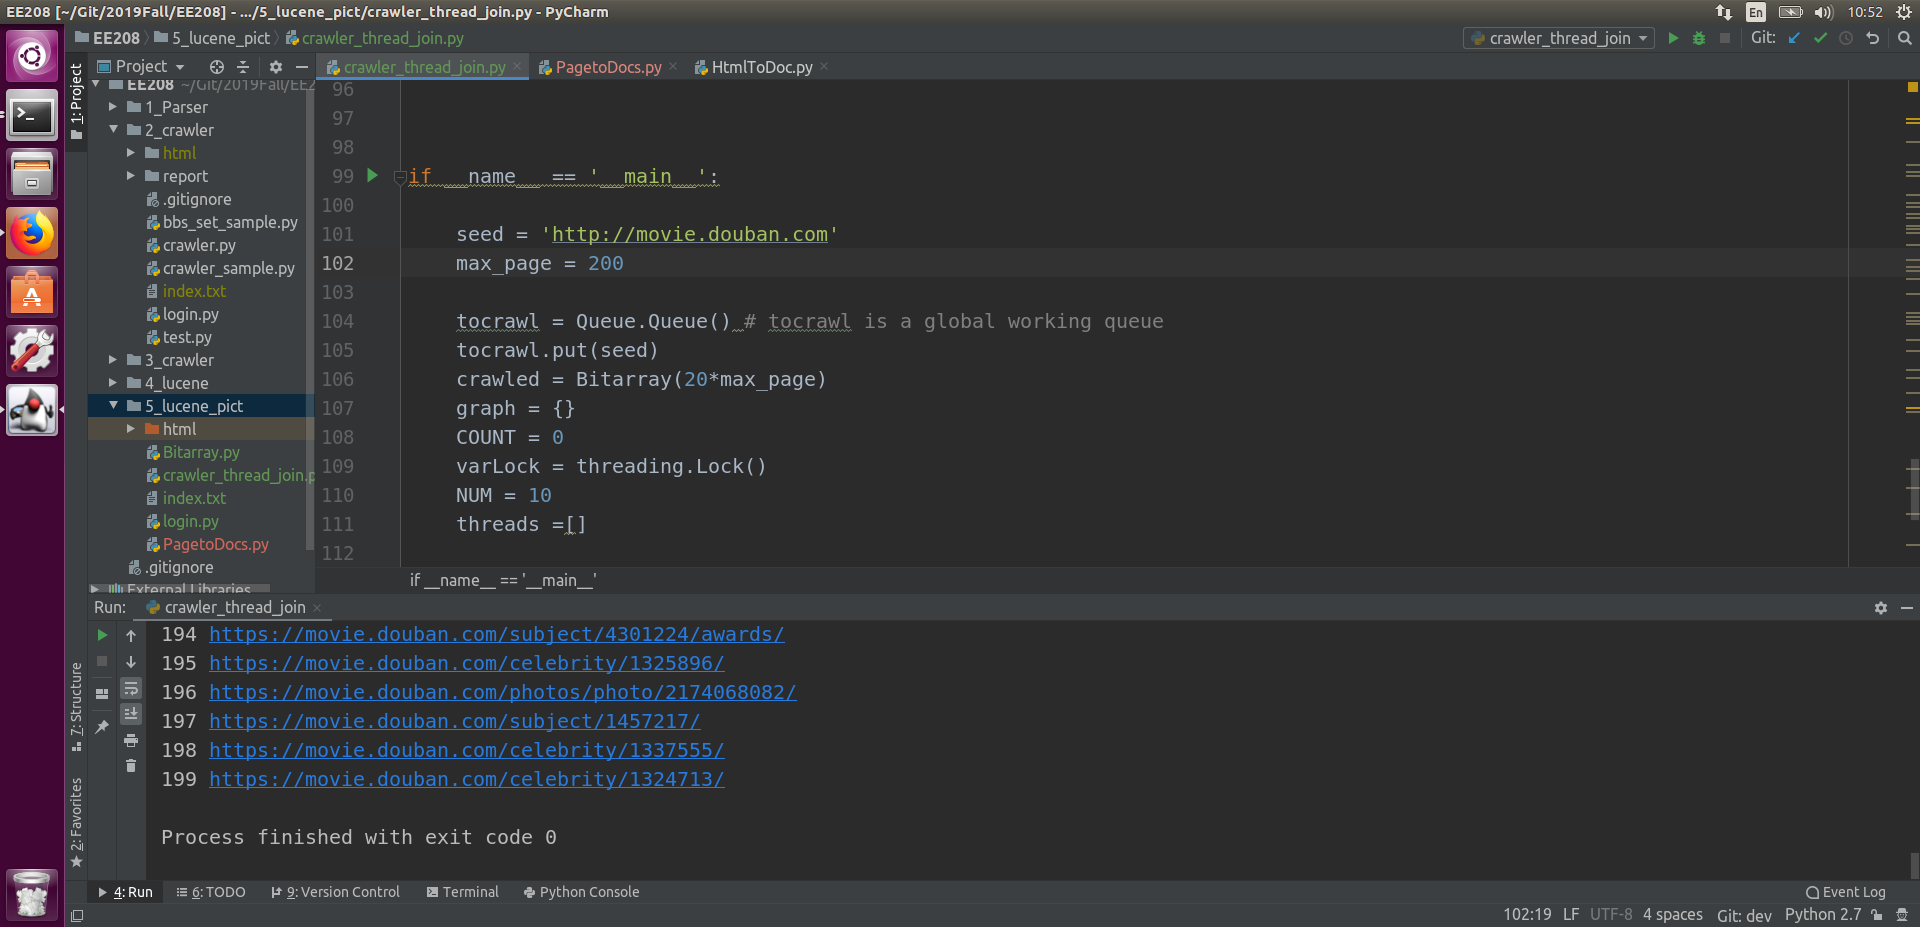 EE208 [~/Git/2019Fall/EE208] - .../5_lucene_pict/crawler_thread_join.py - PyCharm
En
10:52
EE208
5_lucene_pict
crawler_thread_join.py
crawler_thread_join
Git:
Project
crawler_thread_join.py
PagetoDocs.py
HtmlToDoc.py
1: Project
7: Structure
2: Favorites
EE208 ~/Git/2019Fall/EE2
1_Parser
2_crawler
html
report
.gitignore
bbs_set_sample.py
crawler.py
crawler_sample.py
index.txt
login.py
test.py
3_crawler
4_lucene
5_lucene_pict
html
Bitarray.py
crawler_thread_join.p
index.txt
login.py
PagetoDocs.py
.gitignore
External Libraries
96
97
98
99 if __name__ == '__main__':
100
101 seed = 'http://movie.douban.com'
102 max_page = 200
103
104 tocrawl = Queue.Queue() # tocrawl is a global working queue
105 tocrawl.put(seed)
106 crawled = Bitarray(20*max_page)
107 graph = {}
108 COUNT = 0
109 varLock = threading.Lock()
110 NUM = 10
111 threads =[]
112
if __name__ == '__main__'
Run: crawler_thread_join
194 https://movie.douban.com/subject/4301224/awards/
195 https://movie.douban.com/celebrity/1325896/
196 https://movie.douban.com/photos/photo/2174068082/
197 https://movie.douban.com/subject/1457217/
198 https://movie.douban.com/celebrity/1337555/
199 https://movie.douban.com/celebrity/1324713/
Process finished with exit code 0
4: Run
6: TODO
9: Version Control
Terminal
Python Console
Event Log
102:19 LF UTF-8 4 spaces Git: dev Python 2.7